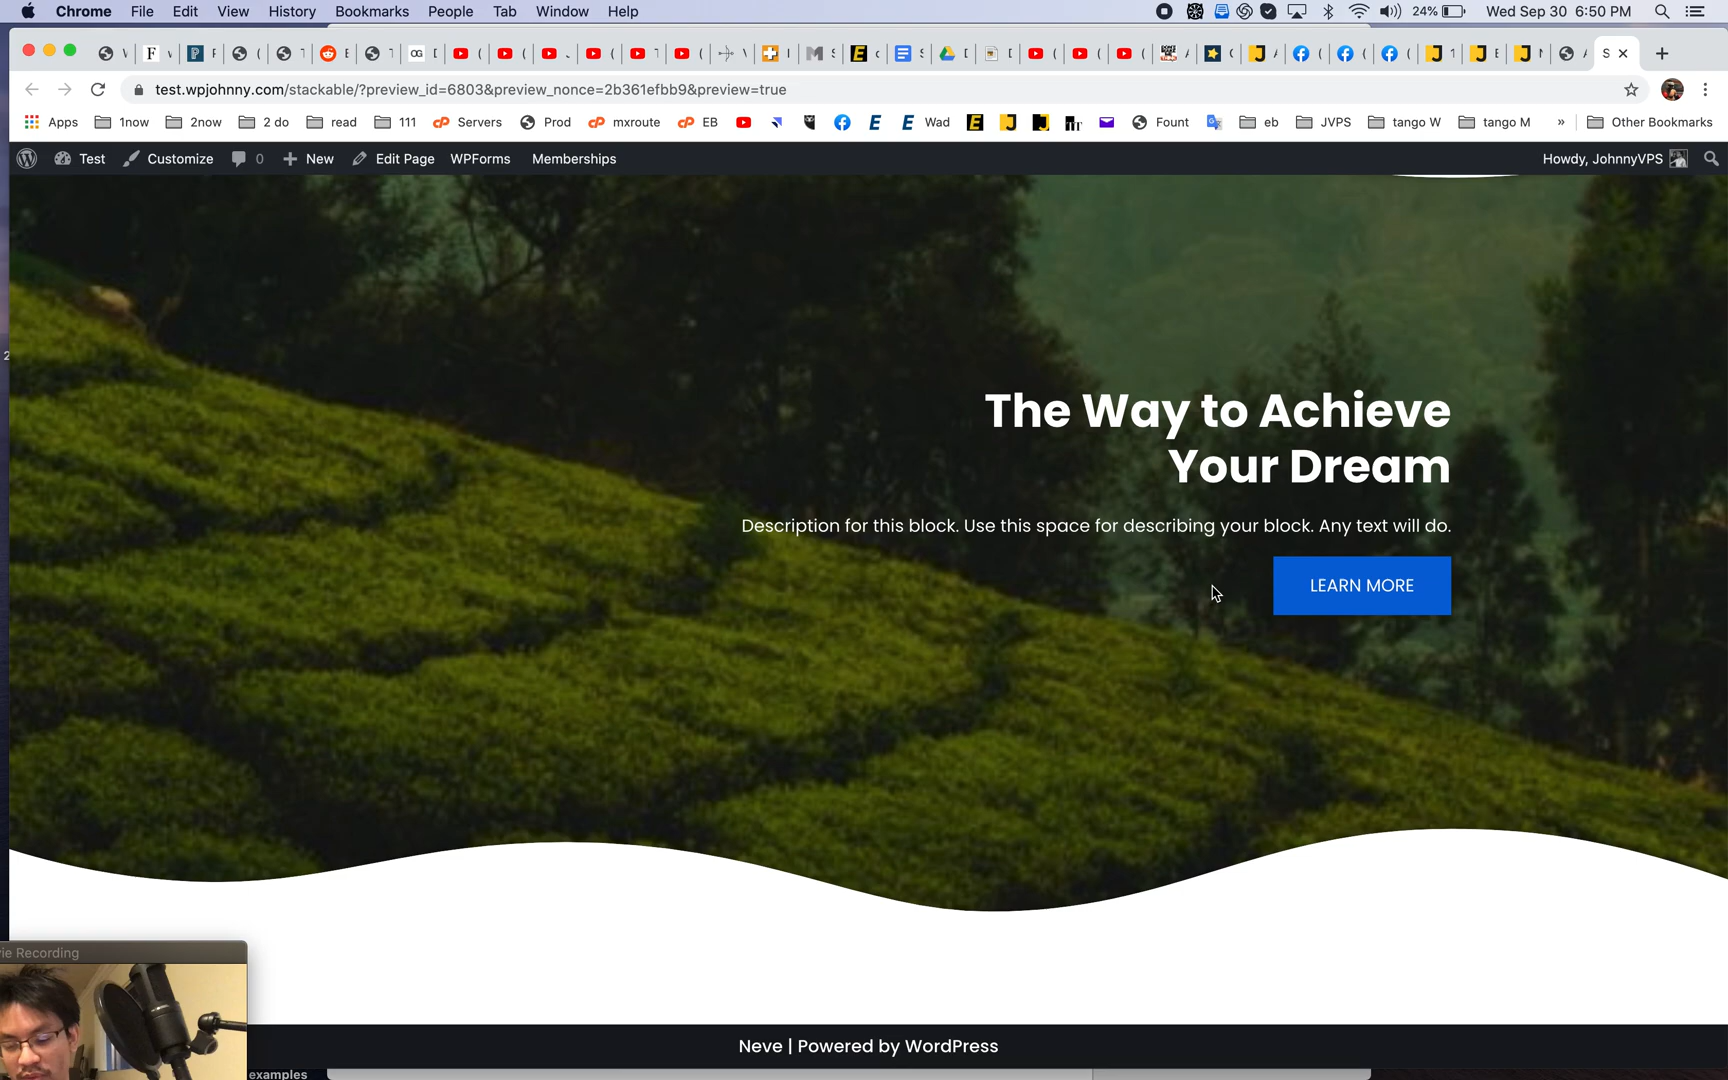 Chrome File Edit View History Bookmarks People Tab Window Help 24% Wed Sep 30 6:50 PM
test.wpjohnny.com/stackable/?preview_id=6803&preview_nonce=2b361efbb9&preview=true
Apps 1now 2now 2 do read 111 Servers Prod mxroute EB Wad Fount eb JVPS tango W tango M » Other Bookmarks
Test Customize 0 New Edit Page WPForms Memberships Howdy, JohnnyVPS
The Way to Achieve
Your Dream
Description for this block. Use this space for describing your block. Any text will do.
LEARN MORE
ie Recording
Neve | Powered by WordPress
examples